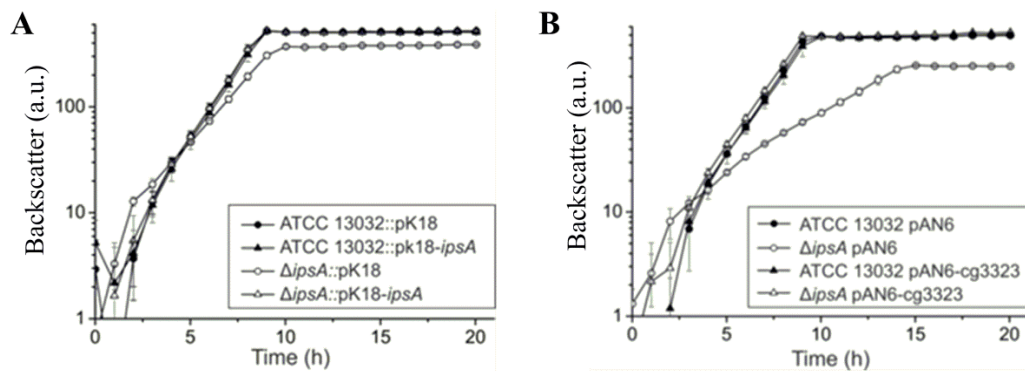 A
Backscatter (a.u.)
100
10
1
0
5
10
15
20
Time (h)
ATCC 13032::pK18
ATCC 13032::pk18-ipsA
ΔipsA::pK18
ΔipsA::pK18-ipsA
B
Backscatter (a.u.)
100
10
1
0
5
10
15
20
Time (h)
ATCC 13032 pAN6
ΔipsA pAN6
ATCC 13032 pAN6-cg3323
ΔipsA pAN6-cg3323